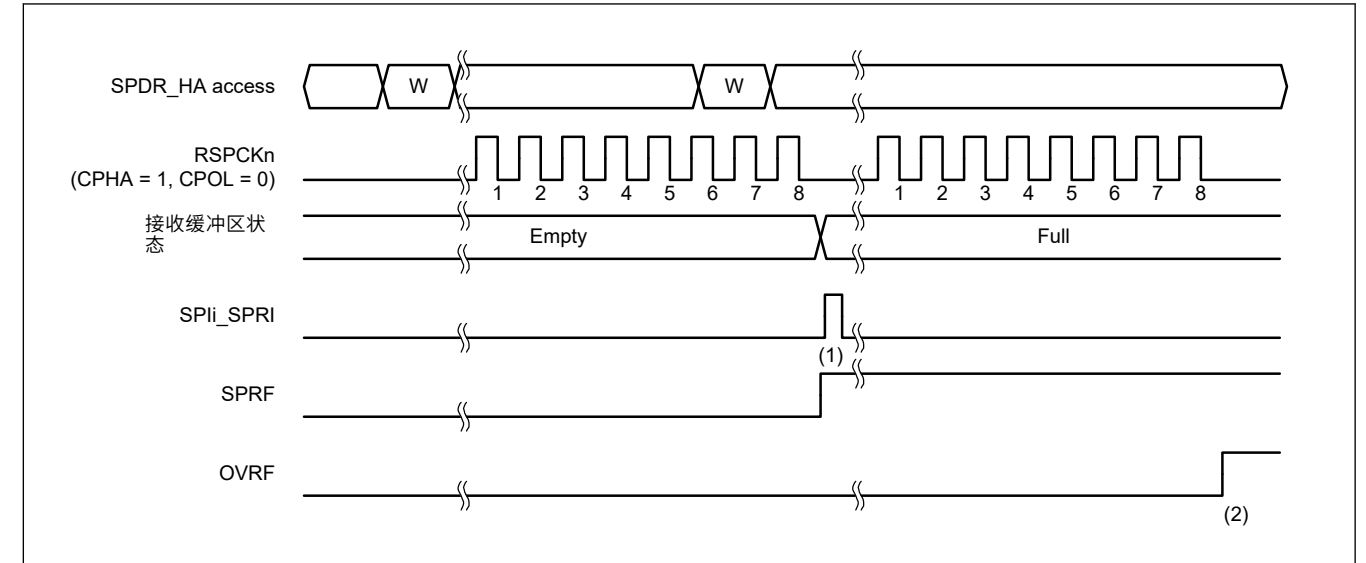 SPDR_HA access
W
W
RSPCKn
(CPHA = 1, CPOL = 0)
1 2 3 4 5 6 7 8 1 2 3 4 5 6 7 8
接收缓冲区状
态
Empty
Full
SPIi_SPRI
(1)
SPRF
OVRF
(2)